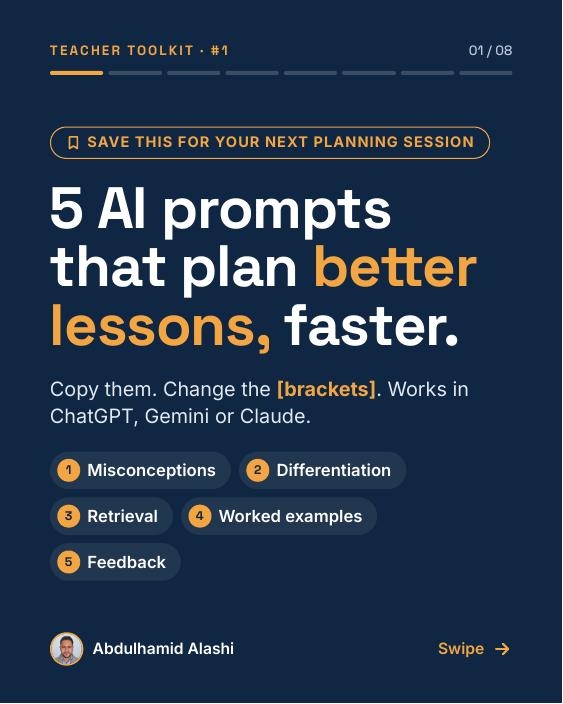 TEACHER TOOLKIT · #1
01 / 08
SAVE THIS FOR YOUR NEXT PLANNING SESSION
5 AI prompts
that plan better
lessons, faster.
Copy them. Change the [brackets]. Works in
ChatGPT, Gemini or Claude.
1 Misconceptions
2 Differentiation
3 Retrieval
4 Worked examples
5 Feedback
Abdulhamid Alashi
Swipe →